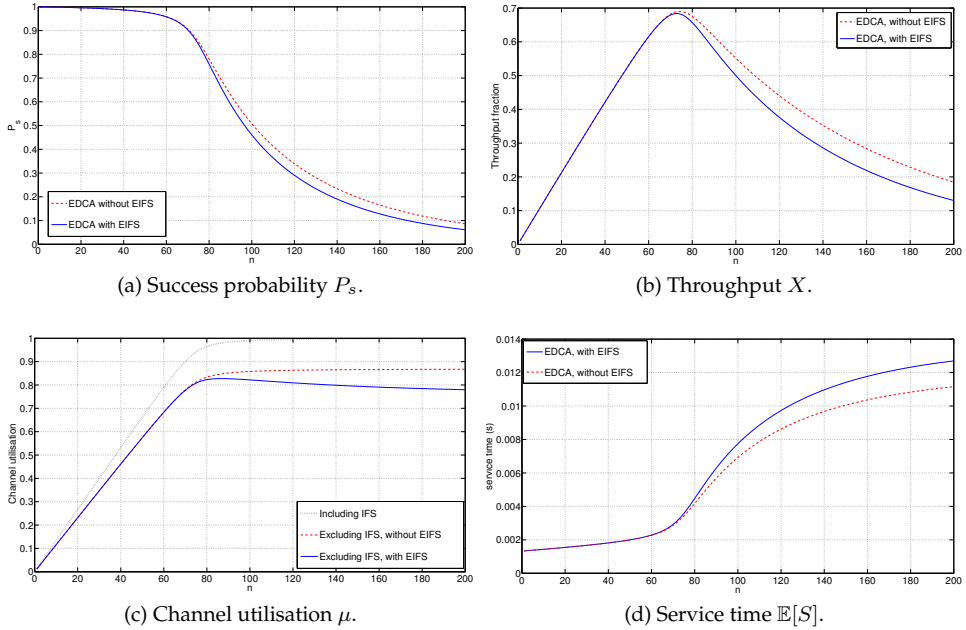 1
0.9
0.8
0.7
0.6
0.5
0.4
0.3
0.2
0.1
0
P_s
EDCA without EIFS
EDCA with EIFS
0 20 40 60 80 100 120 140 160 180 200
n
(a) Success probability P_s.
0.7
0.6
0.5
0.4
0.3
0.2
0.1
0
Throughput fraction
EDCA, without EIFS
EDCA, with EIFS
0 20 40 60 80 100 120 140 160 180 200
n
(b) Throughput X.
1
0.9
0.8
0.7
0.6
0.5
0.4
0.3
0.2
0.1
0
Channel utilisation
Including IFS
Excluding IFS, without EIFS
Excluding IFS, with EIFS
0 20 40 60 80 100 120 140 160 180 200
n
(c) Channel utilisation μ.
0.014
0.012
0.01
0.008
0.006
0.004
0.002
0
service time (s)
EDCA, with EIFS
EDCA, without EIFS
0 20 40 60 80 100 120 140 160 180 200
n
(d) Service time 𝔼[S].